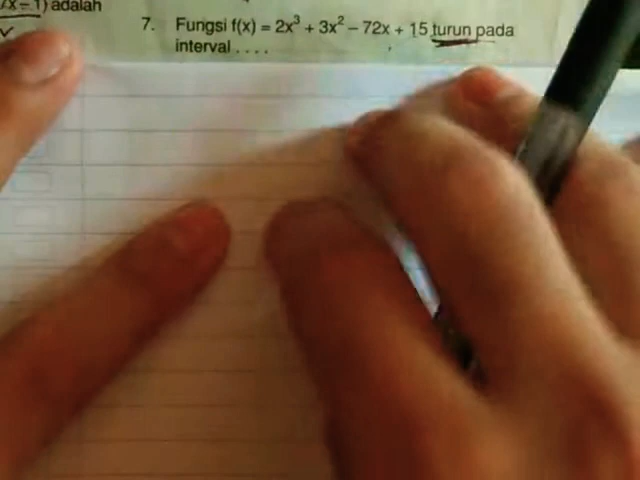 − 1) adalah
7. Fungsi f(x) = 2x³ + 3x² − 72x + 15 turun pada
interval . . . .